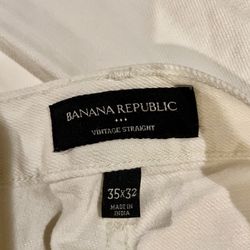 BANANA REPUBLIC
VINTAGE STRAIGHT
35X32
MADE IN
INDIA